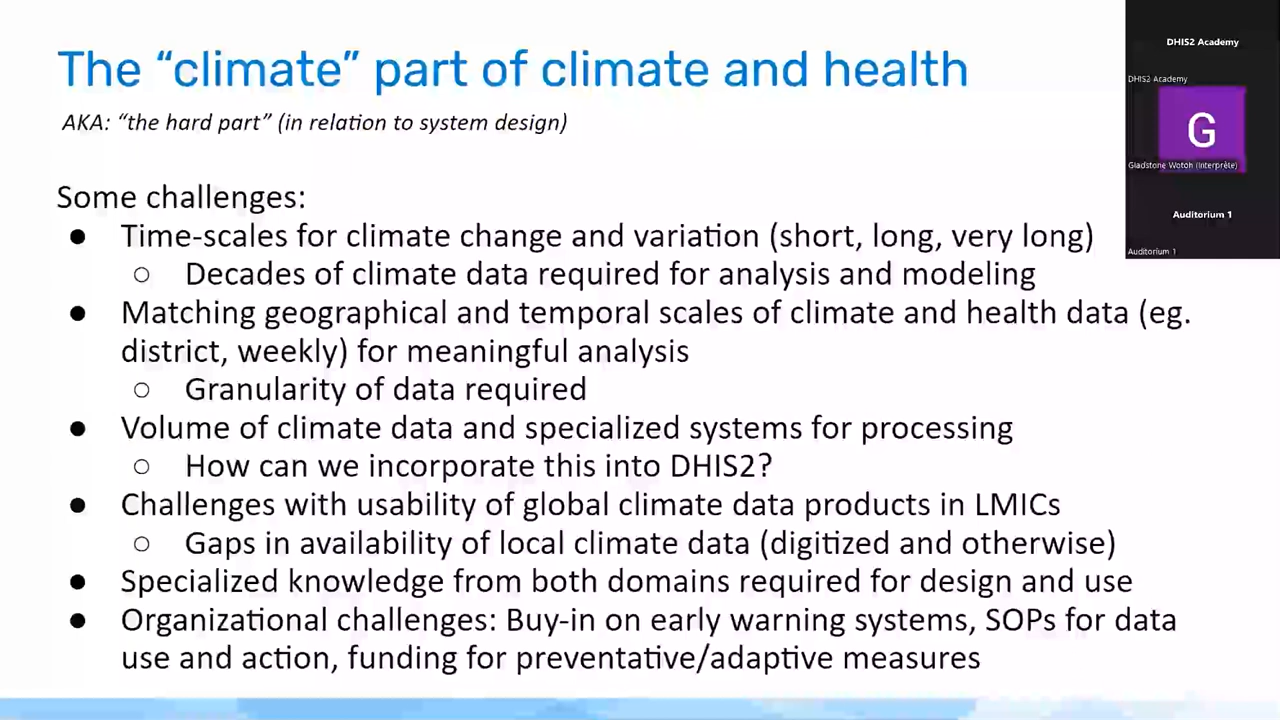 The “climate” part of climate and health
AKA: “the hard part” (in relation to system design)
Some challenges:
● Time-scales for climate change and variation (short, long, very long)
○ Decades of climate data required for analysis and modeling
● Matching geographical and temporal scales of climate and health data (eg.
district, weekly) for meaningful analysis
○ Granularity of data required
● Volume of climate data and specialized systems for processing
○ How can we incorporate this into DHIS2?
● Challenges with usability of global climate data products in LMICs
○ Gaps in availability of local climate data (digitized and otherwise)
● Specialized knowledge from both domains required for design and use
● Organizational challenges: Buy-in on early warning systems, SOPs for data
use and action, funding for preventative/adaptive measures
DHIS2 Academy
DHIS2 Academy
G
Gladstone Wotoh (Interprète)
Auditorium 1
Auditorium 1